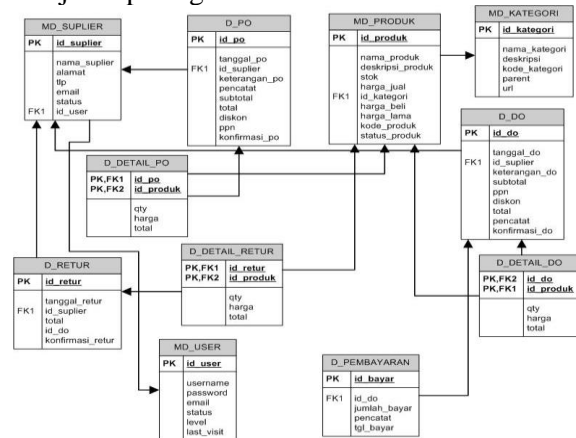 MD_SUPLIER
PK id_suplier
nama_suplier
alamat
tlp
email
status
FK1 id_user
D_PO
PK id_po
tanggal_po
FK1 id_suplier
keterangan_po
pencatat
subtotal
total
diskon
ppn
konfirmasi_po
MD_PRODUK
PK id_produk
nama_produk
deskripsi_produk
stok
harga_jual
FK1 id_kategori
harga_beli
harga_lama
kode_produk
status_produk
MD_KATEGORI
PK id_kategori
nama_kategori
deskripsi
kode_kategori
parent
url
D_DO
PK id_do
tanggal_do
FK1 id_suplier
keterangan_do
subtotal
ppn
diskon
total
pencatat
konfirmasi_do
D_DETAIL_PO
PK,FK1 id_po
PK,FK2 id_produk
qty
harga
total
D_RETUR
PK id_retur
tanggal_retur
FK1 id_suplier
total
id_do
konfirmasi_retur
D_DETAIL_RETUR
PK,FK1 id_retur
PK,FK2 id_produk
qty
harga
total
D_DETAIL_DO
PK,FK2 id_do
PK,FK1 id_produk
qty
harga
total
MD_USER
PK id_user
username
password
email
status
level
last_visit
D_PEMBAYARAN
PK id_bayar
FK1 id_do
jumlah_bayar
pencatat
tgl_bayar